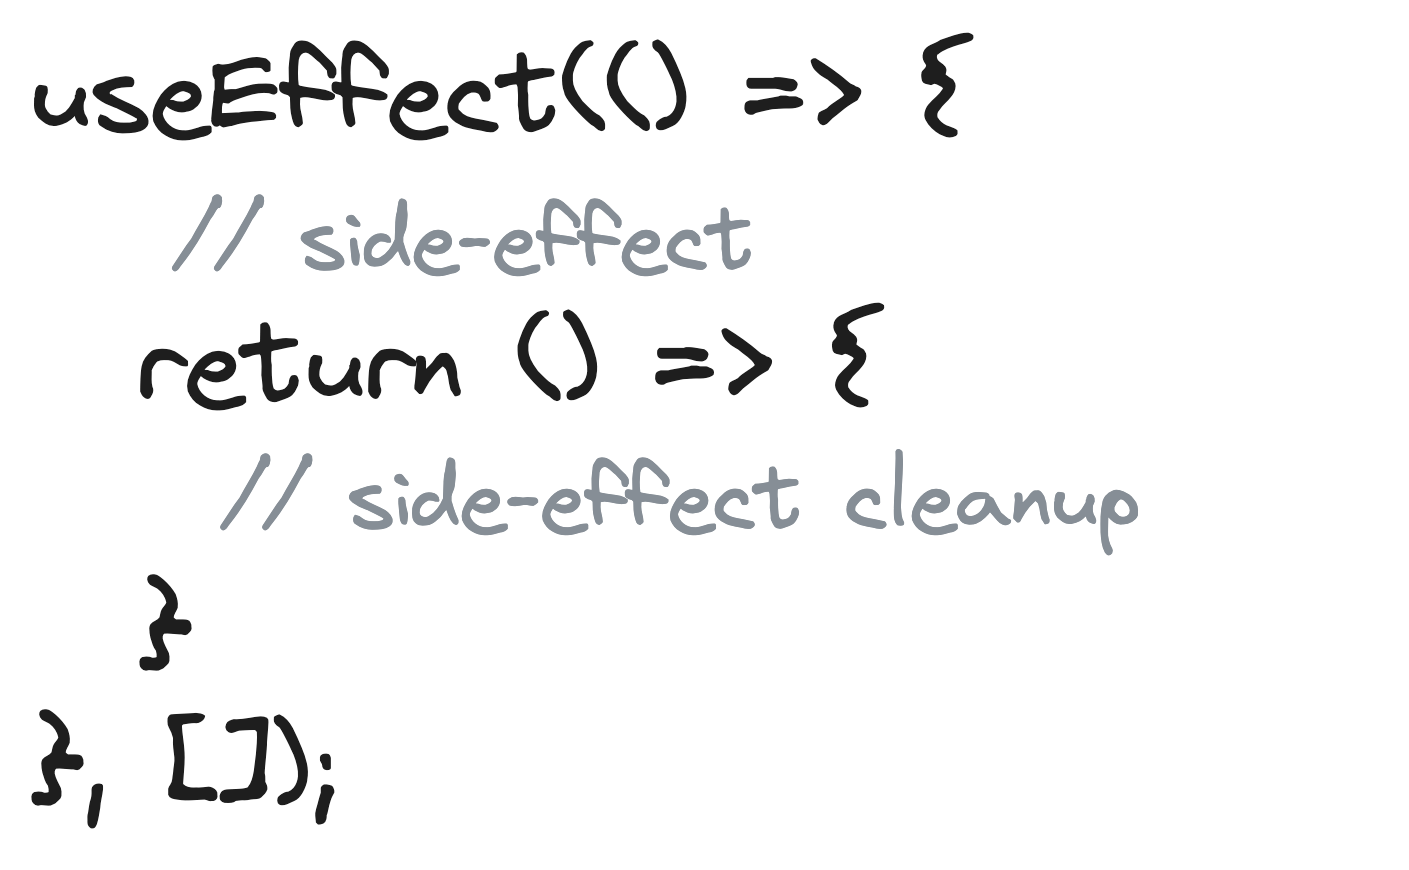 useEffect(() => {
// side-effect
return () => {
// side-effect cleanup
}
}, []);